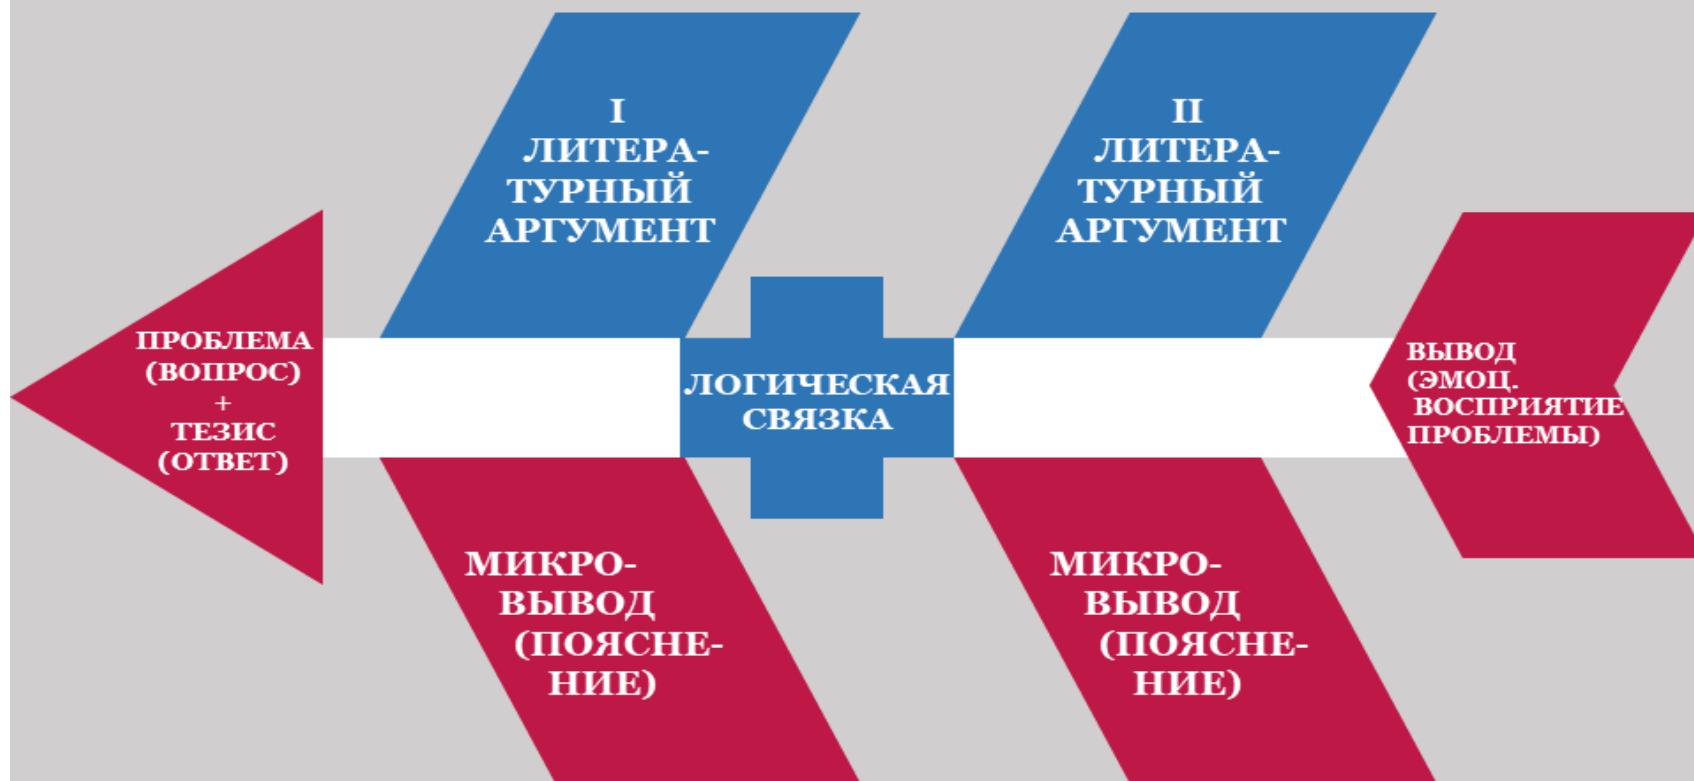 ПРОБЛЕМА
(ВОПРОС)
+
ТЕЗИС
(ОТВЕТ)
I
ЛИТЕРА-
ТУРНЫЙ
АРГУМЕНТ
МИКРО-
ВЫВОД
(ПОЯСНЕ-
НИЕ)
ЛОГИЧЕСКАЯ
СВЯЗКА
II
ЛИТЕРА-
ТУРНЫЙ
АРГУМЕНТ
МИКРО-
ВЫВОД
(ПОЯСНЕ-
НИЕ)
ВЫВОД
(ЭМОЦ.
ВОСПРИЯТИЕ
ПРОБЛЕМЫ)